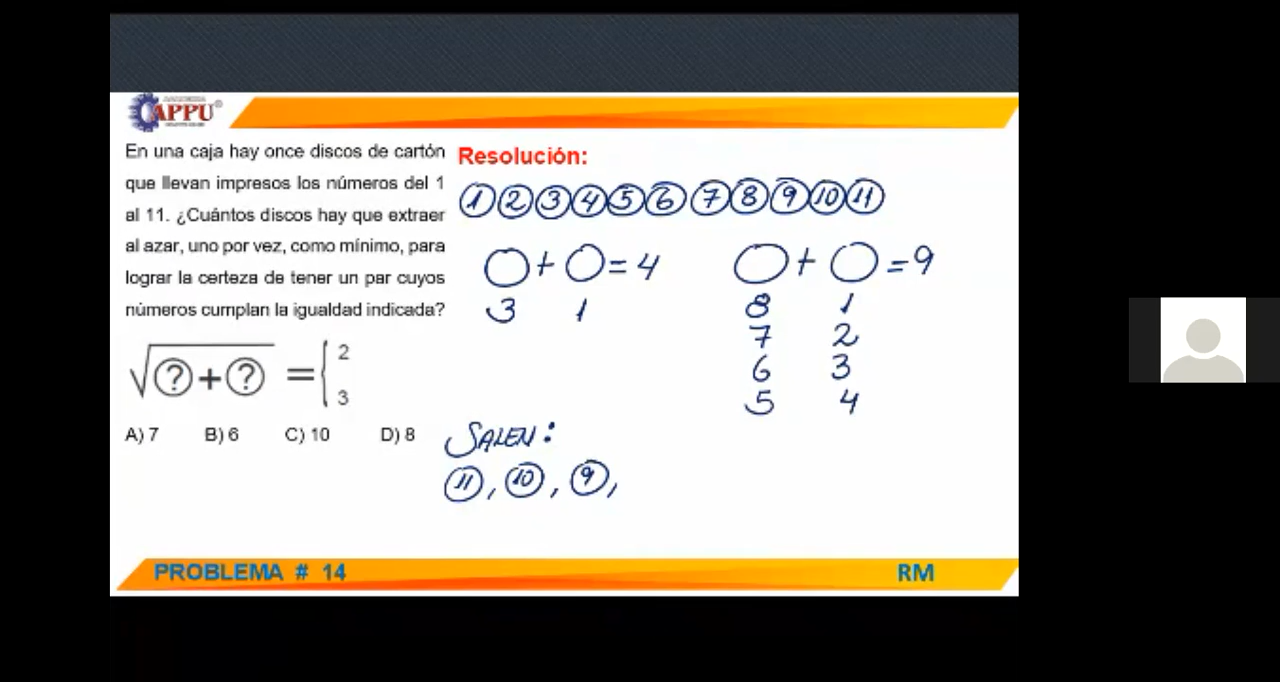 APPU
En una caja hay once discos de cartón
que llevan impresos los números del 1
al 11. ¿Cuántos discos hay que extraer
al azar, uno por vez, como mínimo, para
lograr la certeza de tener un par cuyos
números cumplan la igualdad indicada?
√(?)+(?) = { 2
3
A) 7 B) 6 C) 10 D) 8
Resolución:
1 2 3 4 5 6 7 8 9 10 11
○ + ○ = 4
3 1
○ + ○ = 9
8 1
7 2
6 3
5 4
SALEN:
11, 10, 9,
PROBLEMA # 14
RM